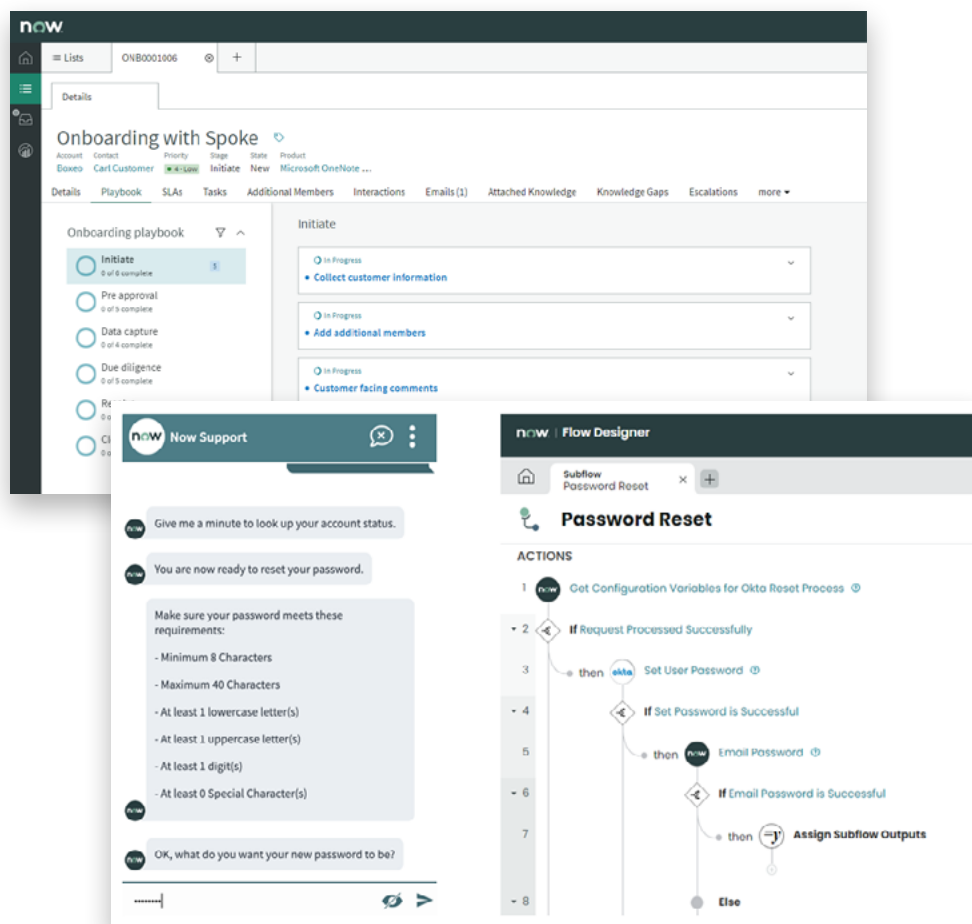 now
Lists
ONB0001006
+
Details
Onboarding with Spoke
Account Contact Priority Stage State Product
Boxeo Carl Customer 4 - Low Initiate New Microsoft OneNote ...
Details Playbook SLAs Tasks Additional Members Interactions Emails (1) Attached Knowledge Knowledge Gaps Escalations more
Onboarding playbook
Initiate
0 of 6 complete
Pre approval
0 of 5 complete
Data capture
0 of 4 complete
Due diligence
0 of 5 complete
Initiate
In Progress
• Collect customer information
In Progress
• Add additional members
In Progress
• Customer facing comments
now Now Support
now Give me a minute to look up your account status.
now You are now ready to reset your password.
Make sure your password meets these
requirements:
- Minimum 8 Characters
- Maximum 40 Characters
- At least 1 lowercase letter(s)
- At least 1 uppercase letter(s)
- At least 1 digit(s)
- At least 0 Special Character(s)
now
now OK, what do you want your new password to be?
now | Flow Designer
Subflow
Password Reset
+
Password Reset
ACTIONS
1 now Get Configuration Variables for Okta Reset Process
2 If Request Processed Successfully
3 then okta Set User Password
4 If Set Password is Successful
5 then now Email Password
6 If Email Password is Successful
7 then =y Assign Subflow Outputs
8 Else